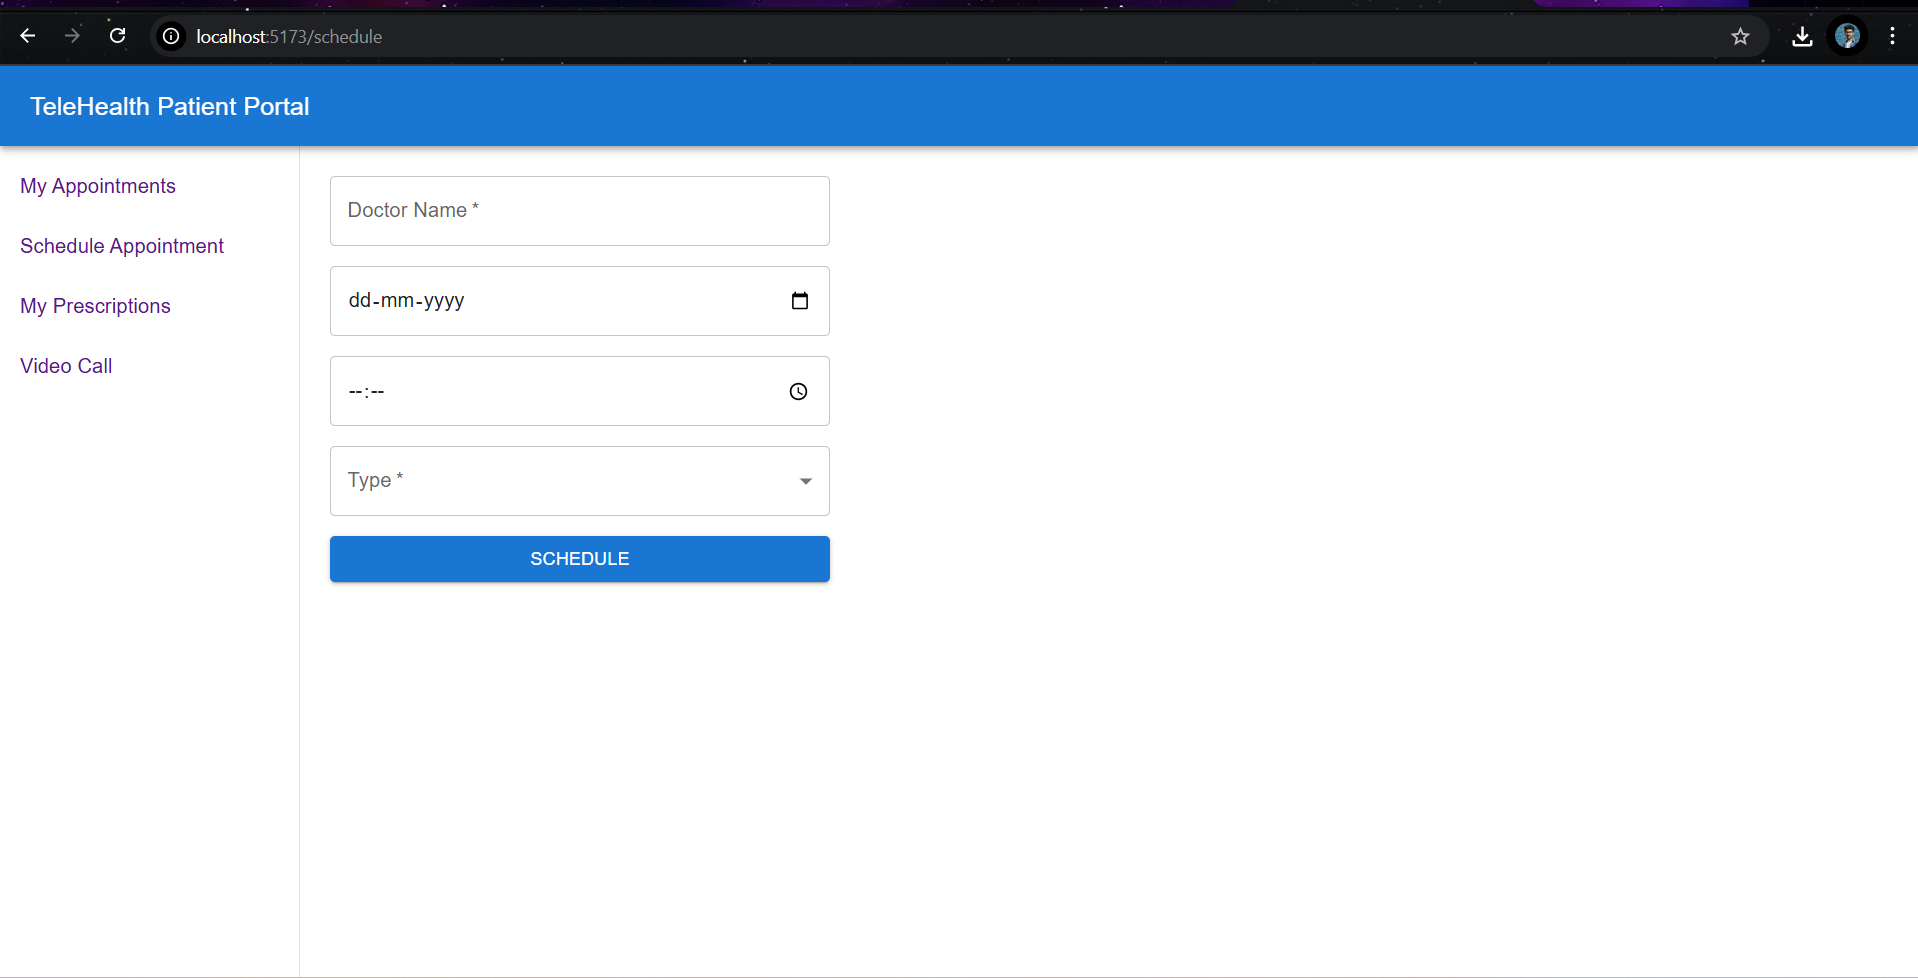 localhost:5173/schedule
TeleHealth Patient Portal
My Appointments
Schedule Appointment
My Prescriptions
Video Call
Doctor Name *
dd-mm-yyyy
--:--
Type *
SCHEDULE